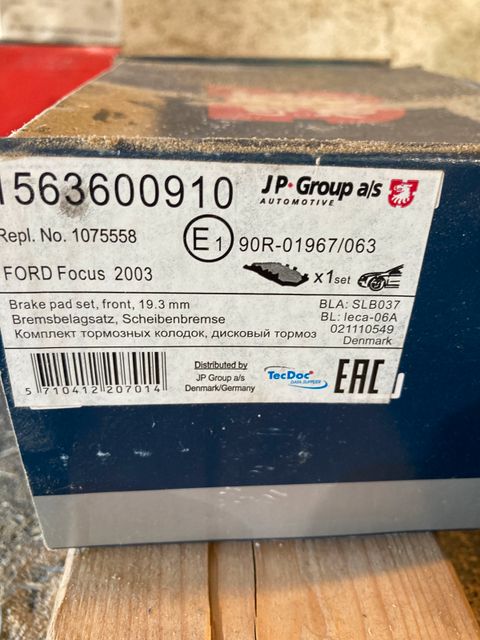 1563600910
JP·Group a/s
AUTOMOTIVE
Repl. No. 1075558
E1
90R-01967/063
FORD Focus 2003
x1set
Brake pad set, front, 19.3 mm
Bremsbelagsatz, Scheibenbremse
Комплект тормозных колодок, дисковый тормоз
BLA: SLB037
BL: leca-06A
021110549
Denmark
5 710412 207014
Distributed by
JP Group a/s
Denmark/Germany
TecDoc
DATA SUPPLIER
EAC